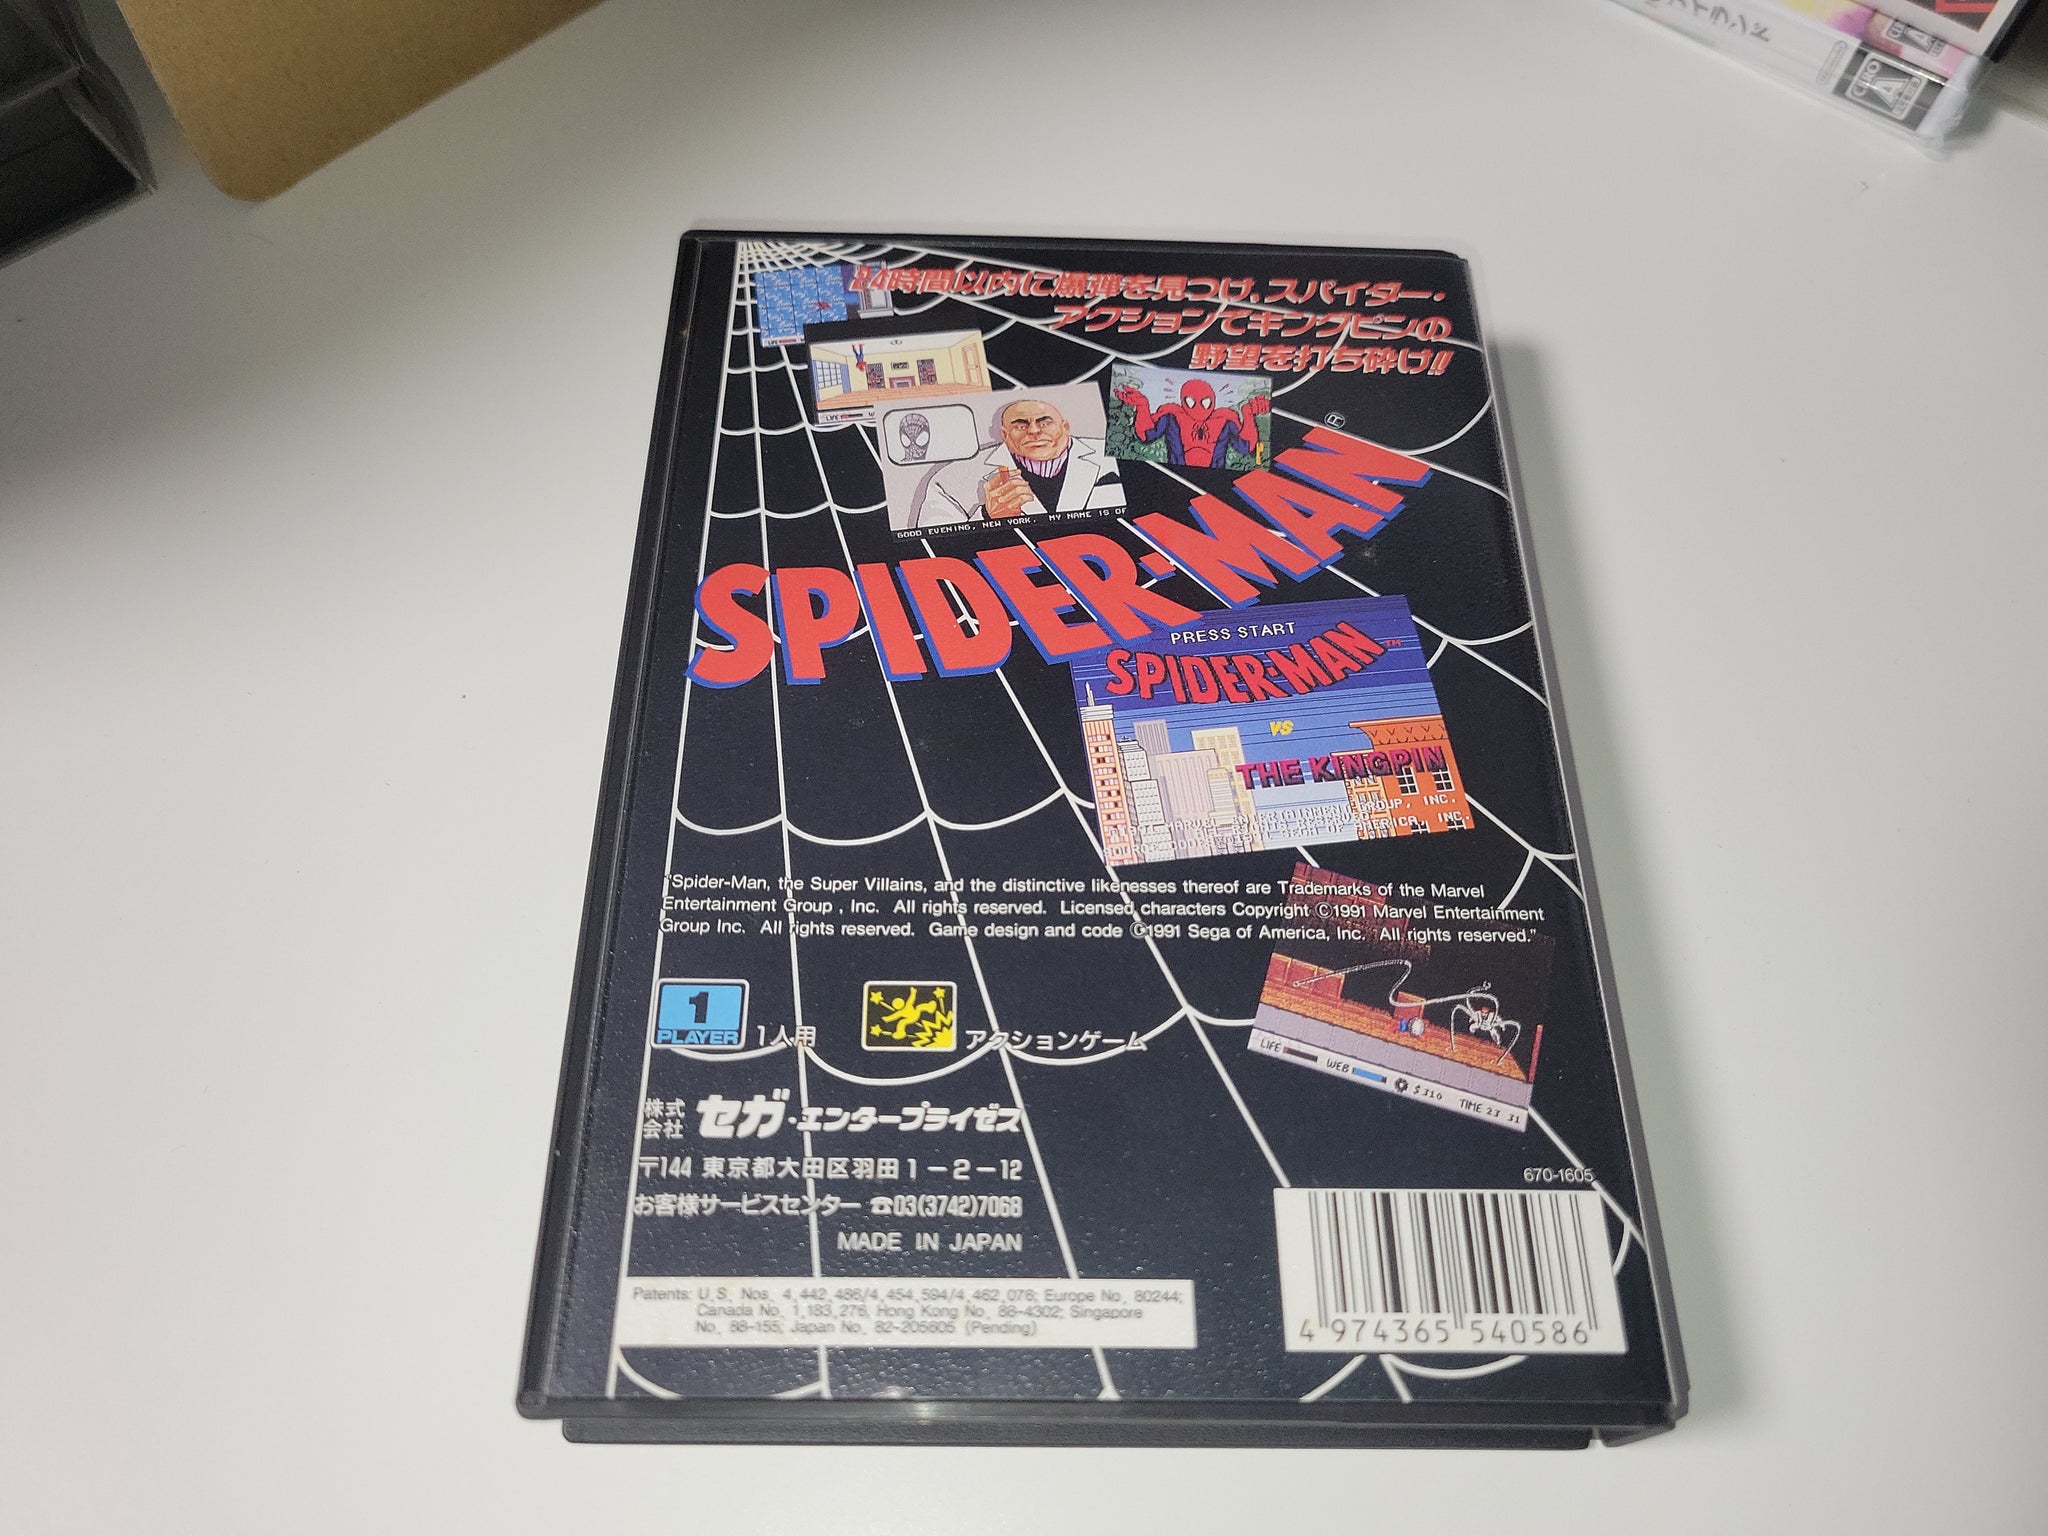 24時間以内に爆弾を見つけ、スパイダー・
アクションでキングピンの
野望を打ち砕け!!
LIFE
LIFE
GOOD EVENING, NEW YORK. MY NAME IS OF
®
SPIDER-MAN
PRESS START
SPIDER-MAN™
VS
THE KINGPIN
"Spider-Man, the Super Villains, and the distinctive likenesses thereof are Trademarks of the Marvel
Entertainment Group , Inc. All rights reserved. Licensed characters Copyright ©1991 Marvel Entertainment
Group Inc. All rights reserved. Game design and code ©1991 Sega of America, Inc. All rights reserved."
1
PLAYER
1人用
アクションゲーム
LIFE WEB $310 TIME 23 31
株式会社 セガ・エンタープライゼス
〒144 東京都大田区羽田1-2-12
お客様サービスセンター ☎03(3742)7068
MADE IN JAPAN
670-1605
Patents: U.S. Nos. 4,442,486/4,454,594/4,462,076; Europe No. 80244;
Canada No. 1,183,276, Hong Kong No. 88-4302; Singapore
No. 88-155; Japan No. 82-205605 (Pending)
4 974365 540586
CERO
A